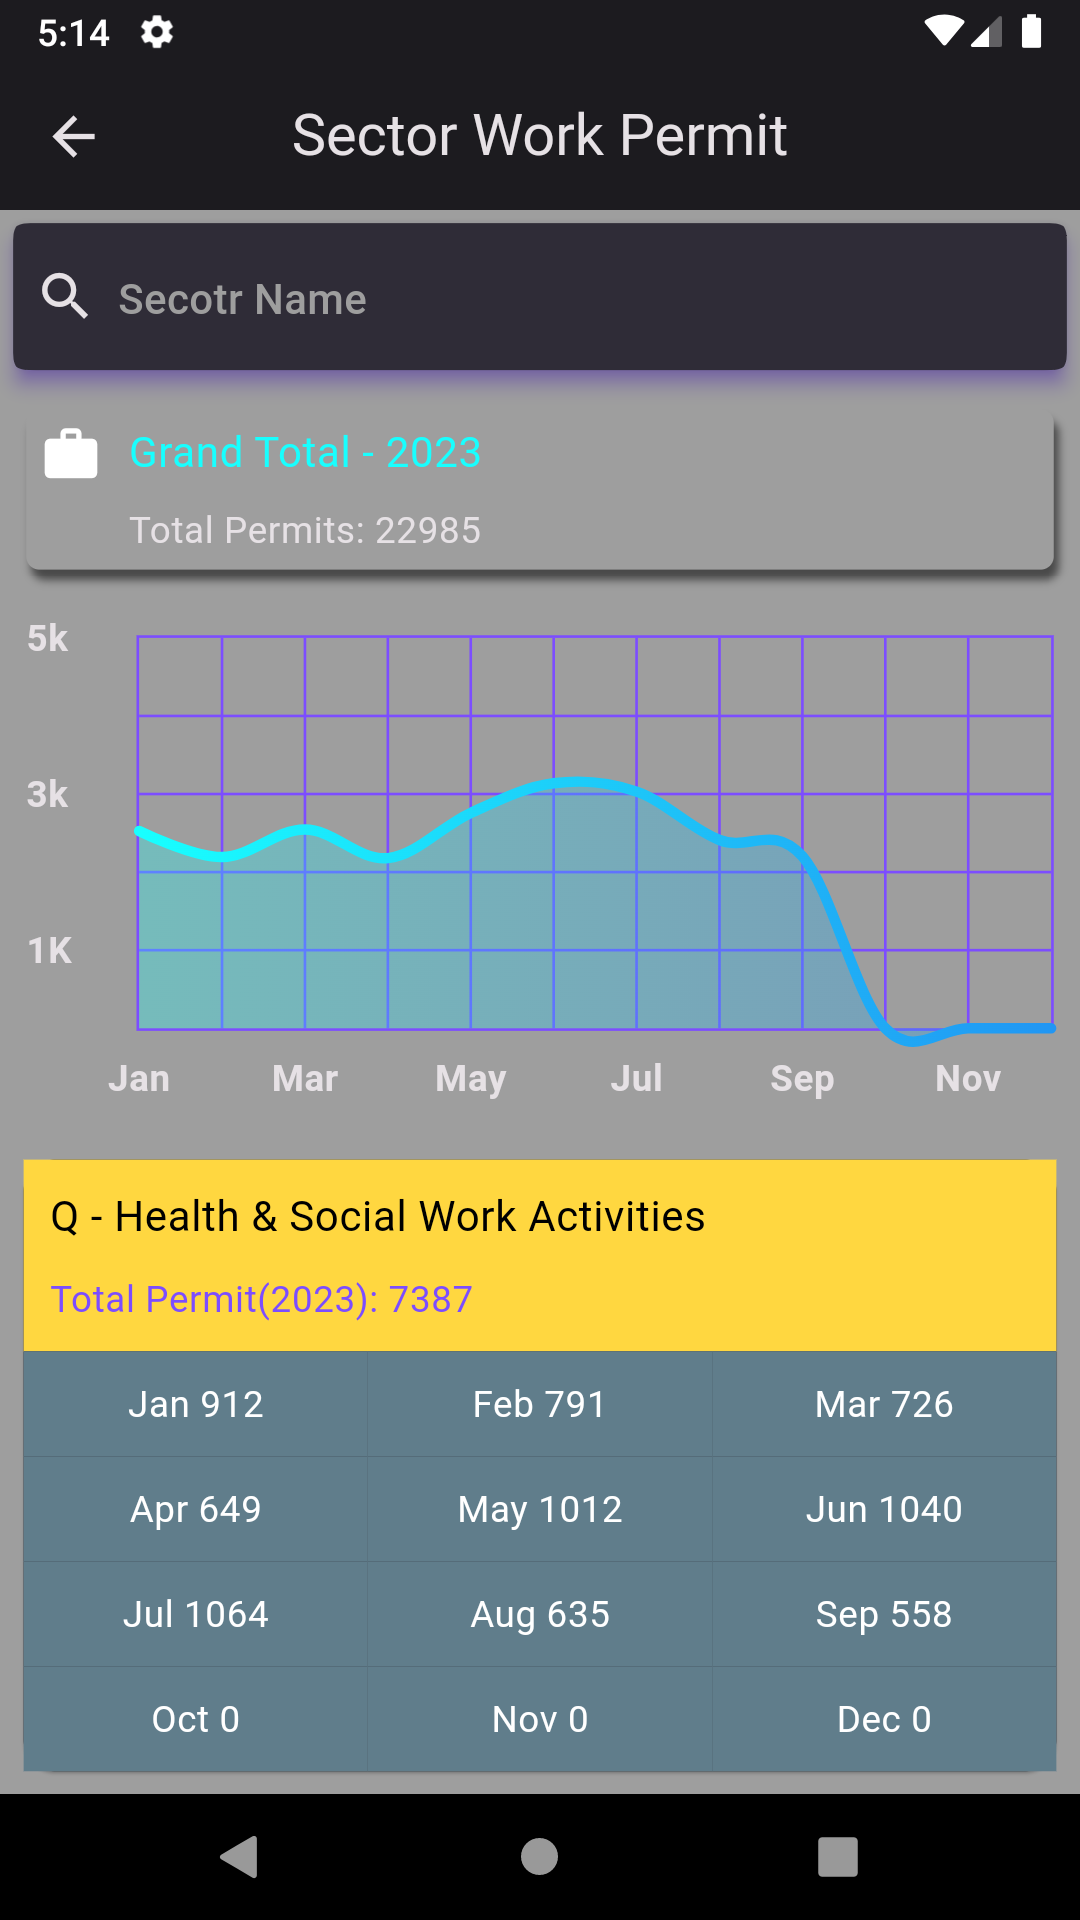 5:14
Sector Work Permit
Secotr Name
Grand Total - 2023
Total Permits: 22985
5k
3k
1K
Jan Mar May Jul Sep Nov
Q - Health & Social Work Activities
Total Permit(2023): 7387
Jan 912 Feb 791 Mar 726
Apr 649 May 1012 Jun 1040
Jul 1064 Aug 635 Sep 558
Oct 0 Nov 0 Dec 0